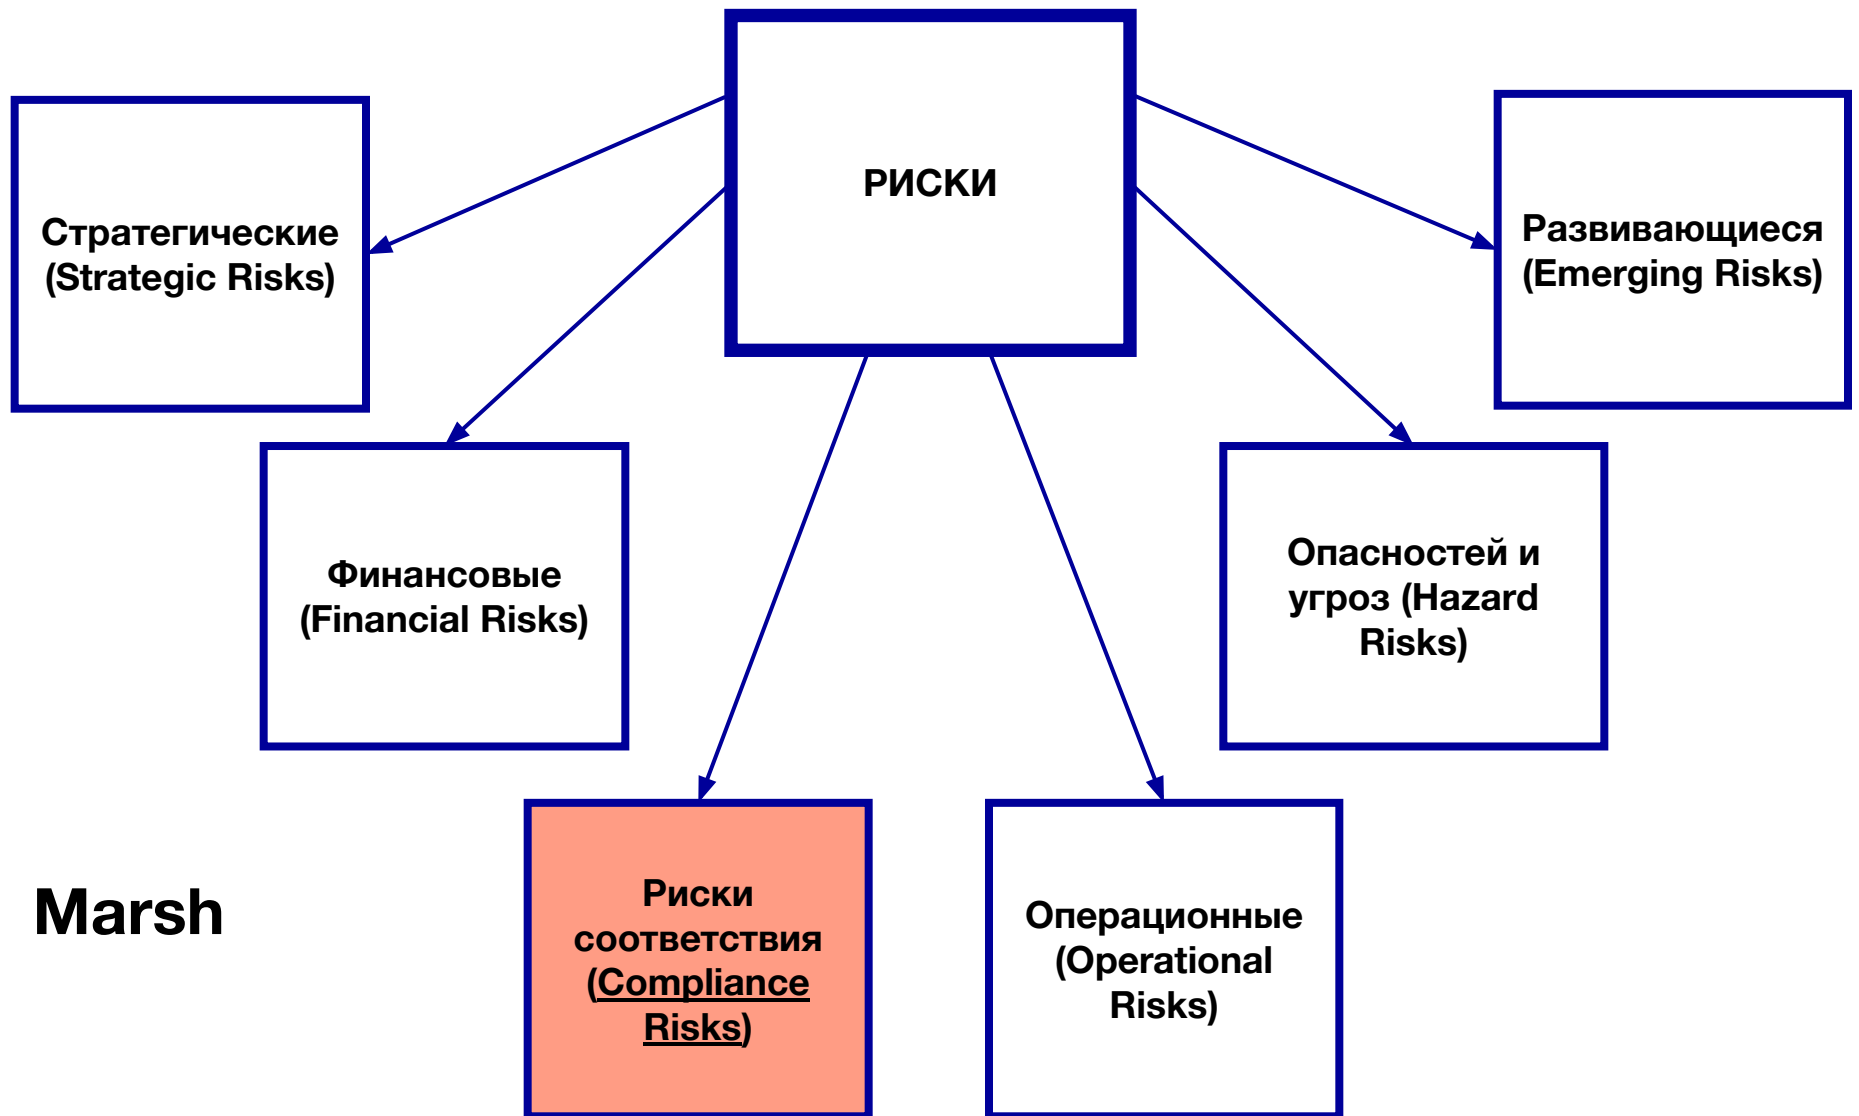 РИСКИ
Стратегические
(Strategic Risks)
Развивающиеся
(Emerging Risks)
Финансовые
(Financial Risks)
Опасностей и
угроз (Hazard
Risks)
Риски
соответствия
(Compliance
Risks)
Операционные
(Operational
Risks)
Marsh